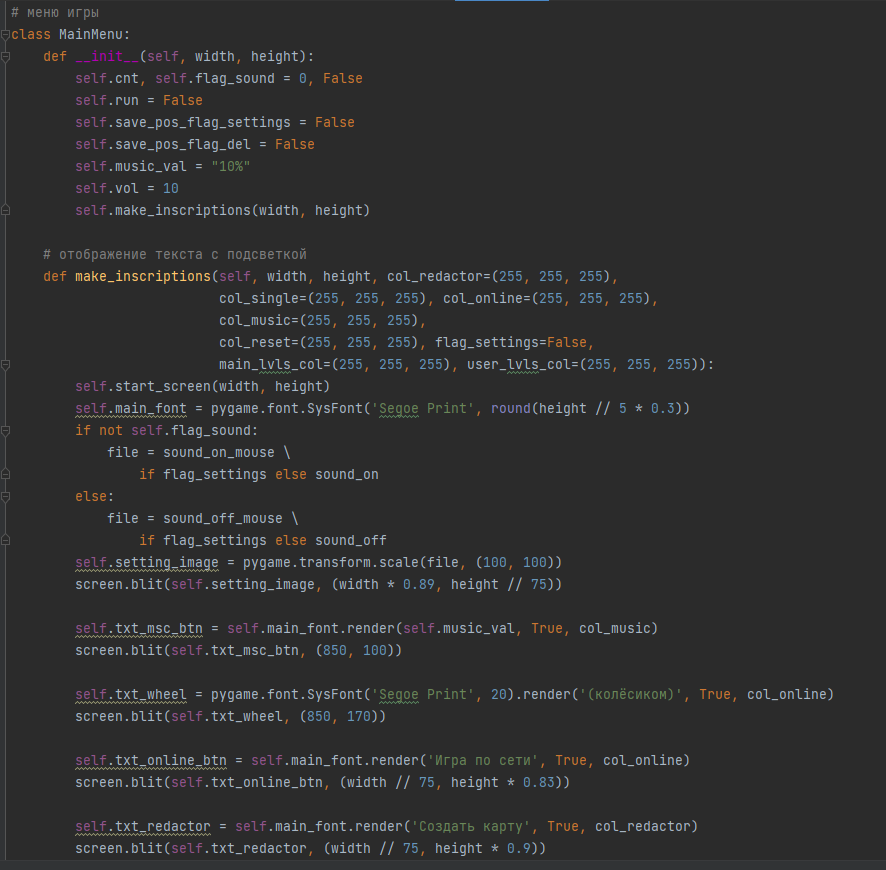 # меню игры
class MainMenu:
    def __init__(self, width, height):
        self.cnt, self.flag_sound = 0, False
        self.run = False
        self.save_pos_flag_settings = False
        self.save_pos_flag_del = False
        self.music_val = "10%"
        self.vol = 10
        self.make_inscriptions(width, height)

    # отображение текста с подсветкой
    def make_inscriptions(self, width, height, col_redactor=(255, 255, 255),
                          col_single=(255, 255, 255), col_online=(255, 255, 255),
                          col_music=(255, 255, 255),
                          col_reset=(255, 255, 255), flag_settings=False,
                          main_lvls_col=(255, 255, 255), user_lvls_col=(255, 255, 255)):
        self.start_screen(width, height)
        self.main_font = pygame.font.SysFont('Segoe Print', round(height // 5 * 0.3))
        if not self.flag_sound:
            file = sound_on_mouse \
                if flag_settings else sound_on
        else:
            file = sound_off_mouse \
                if flag_settings else sound_off
        self.setting_image = pygame.transform.scale(file, (100, 100))
        screen.blit(self.setting_image, (width * 0.89, height // 75))

        self.txt_msc_btn = self.main_font.render(self.music_val, True, col_music)
        screen.blit(self.txt_msc_btn, (850, 100))

        self.txt_wheel = pygame.font.SysFont('Segoe Print', 20).render('(колёсиком)', True, col_online)
        screen.blit(self.txt_wheel, (850, 170))

        self.txt_online_btn = self.main_font.render('Игра по сети', True, col_online)
        screen.blit(self.txt_online_btn, (width // 75, height * 0.83))

        self.txt_redactor = self.main_font.render('Создать карту', True, col_redactor)
        screen.blit(self.txt_redactor, (width // 75, height * 0.9))